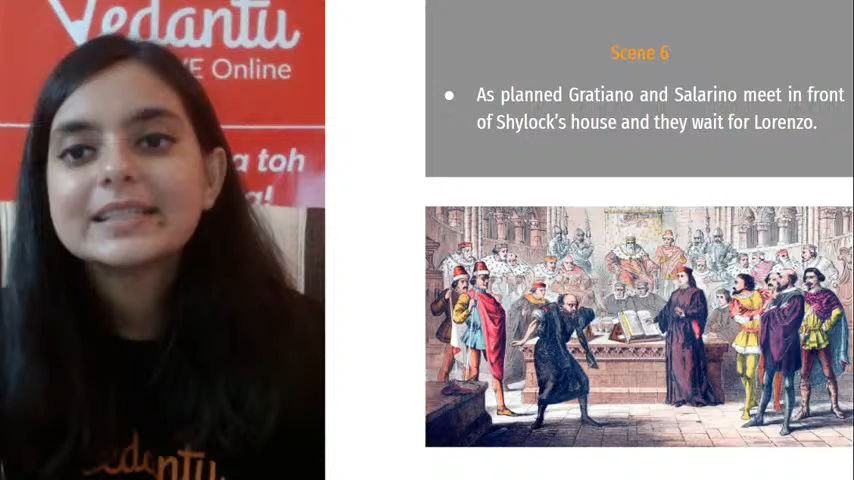 Vedantu
E Online
a toh
a!
Scene 6
● As planned Gratiano and Salarino meet in front
of Shylock's house and they wait for Lorenzo.
edantu